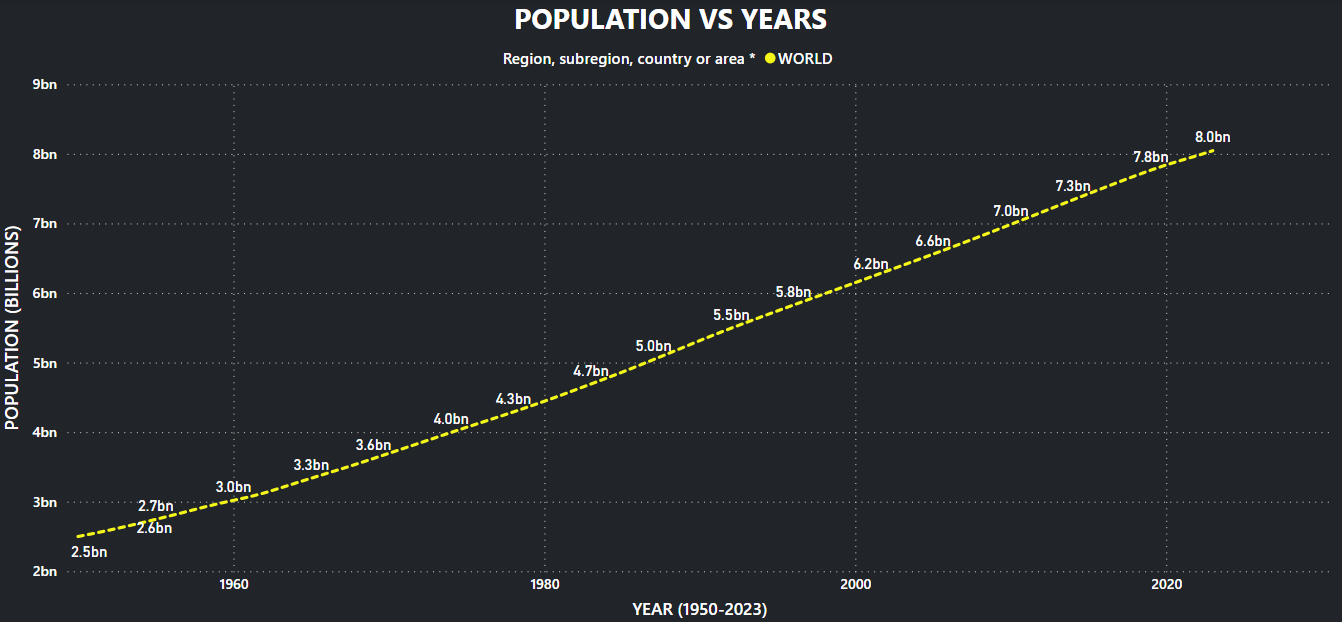 POPULATION VS YEARS
Region, subregion, country or area * WORLD
9bn
8bn
7bn
6bn
5bn
4bn
3bn
2bn
POPULATION (BILLIONS)
2.5bn
2.6bn
2.7bn
3.0bn
3.3bn
3.6bn
4.0bn
4.3bn
4.7bn
5.0bn
5.5bn
5.8bn
6.2bn
6.6bn
7.0bn
7.3bn
7.8bn
8.0bn
1960 1980 2000 2020
YEAR (1950-2023)